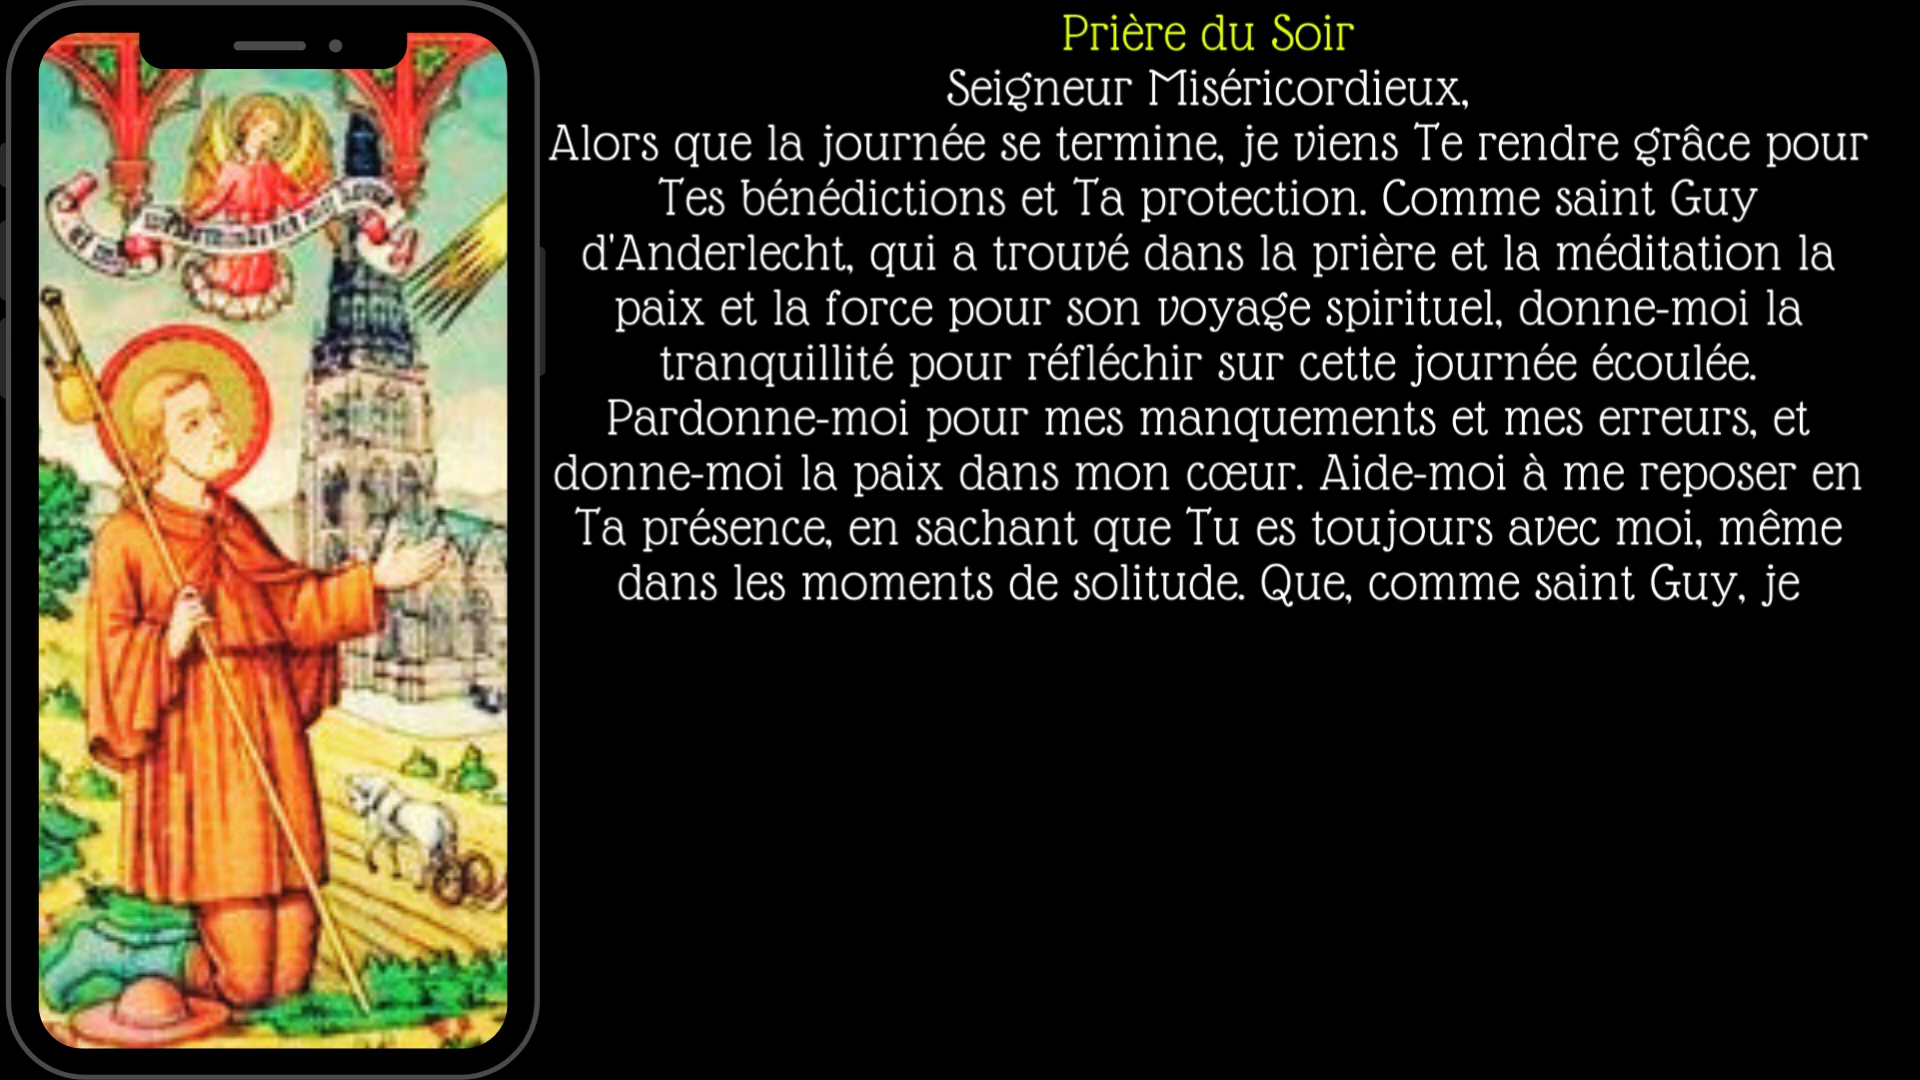 Prière du Soir
Seigneur Miséricordieux,
Alors que la journée se termine, je viens Te rendre grâce pour
Tes bénédictions et Ta protection. Comme saint Guy
d'Anderlecht, qui a trouvé dans la prière et la méditation la
paix et la force pour son voyage spirituel, donne-moi la
tranquillité pour réfléchir sur cette journée écoulée.
Pardonne-moi pour mes manquements et mes erreurs, et
donne-moi la paix dans mon cœur. Aide-moi à me reposer en
Ta présence, en sachant que Tu es toujours avec moi, même
dans les moments de solitude. Que, comme saint Guy, je